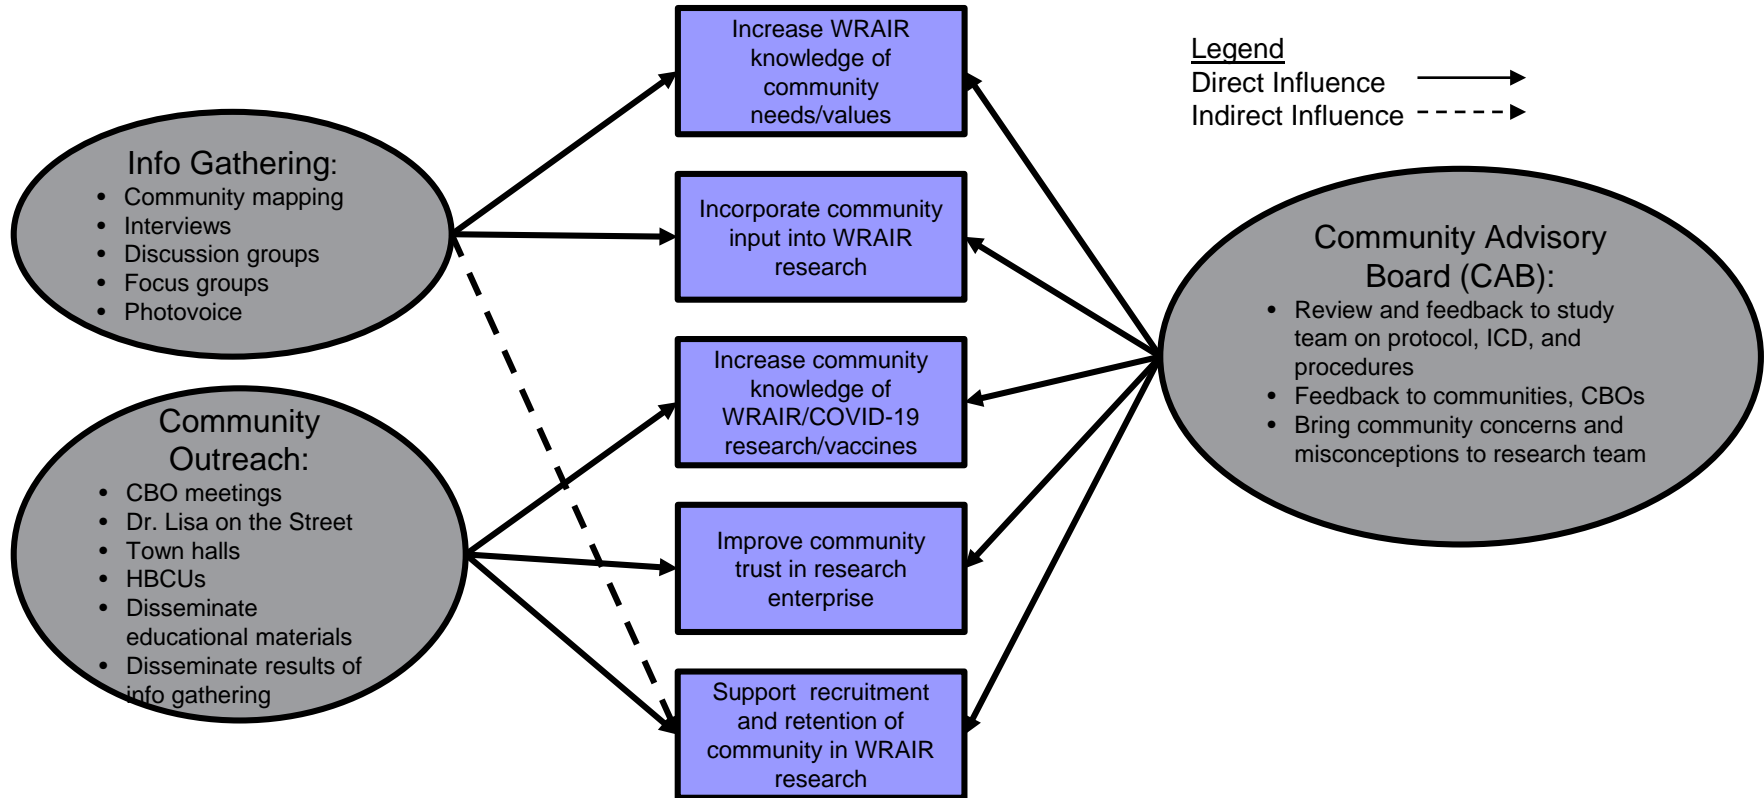 Increase WRAIR
knowledge of
community
needs/values
Legend
Direct Influence
Indirect Influence
Info Gathering:
• Community mapping
• Interviews
• Discussion groups
• Focus groups
• Photovoice
Incorporate community
input into WRAIR
research
Community Advisory
Board (CAB):
• Review and feedback to study
team on protocol, ICD, and
procedures
• Feedback to communities, CBOs
• Bring community concerns and
misconceptions to research team
Increase community
knowledge of
WRAIR/COVID-19
research/vaccines
Community
Outreach:
• CBO meetings
• Dr. Lisa on the Street
• Town halls
• HBCUs
• Disseminate
educational materials
• Disseminate results of
info gathering
Improve community
trust in research
enterprise
Support recruitment
and retention of
community in WRAIR
research